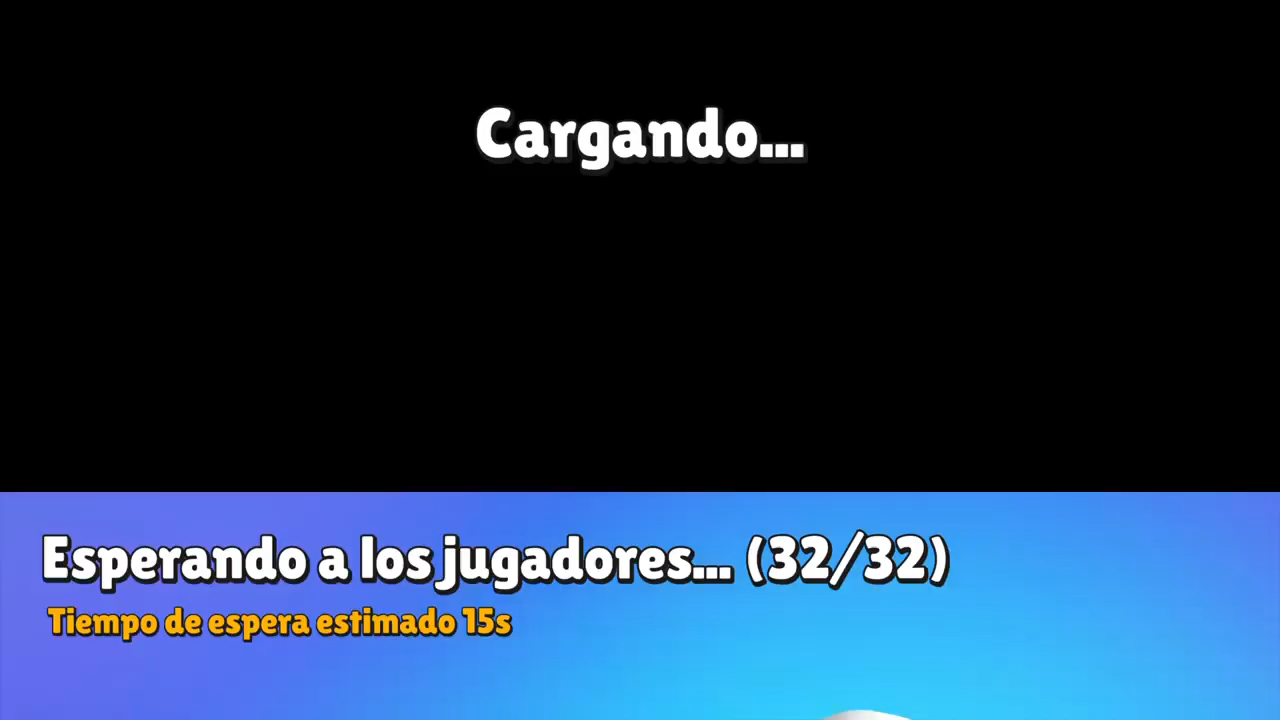 Cargando...
Esperando a los jugadores... (32/32)
Tiempo de espera estimado 15s